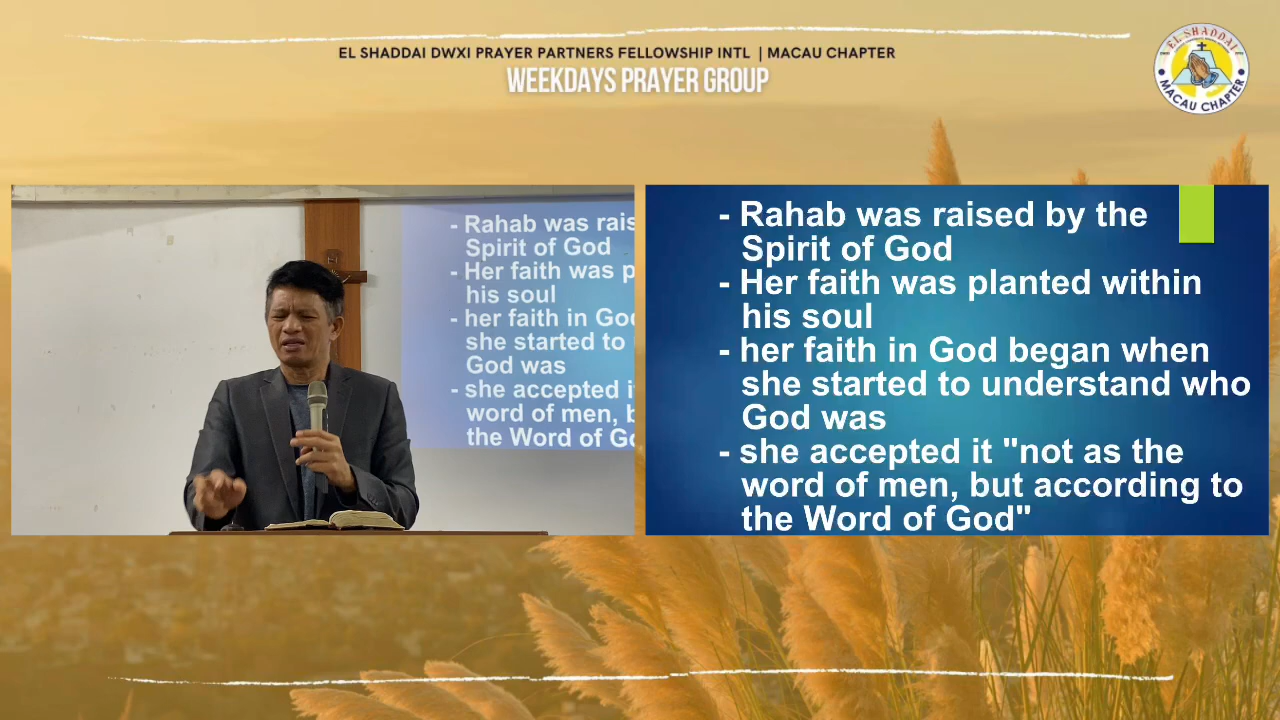 EL SHADDAI DWXI PRAYER PARTNERS FELLOWSHIP INTL | MACAU CHAPTER
WEEKDAYS PRAYER GROUP
EL SHADDAI
MACAU CHAPTER
- Rahab was rais
Spirit of God
- Her faith was p
his soul
- her faith in God
she started to
God was
- she accepted it
word of men, b
the Word of Go
- Rahab was raised by the
Spirit of God
- Her faith was planted within
his soul
- her faith in God began when
she started to understand who
God was
- she accepted it "not as the
word of men, but according to
the Word of God"